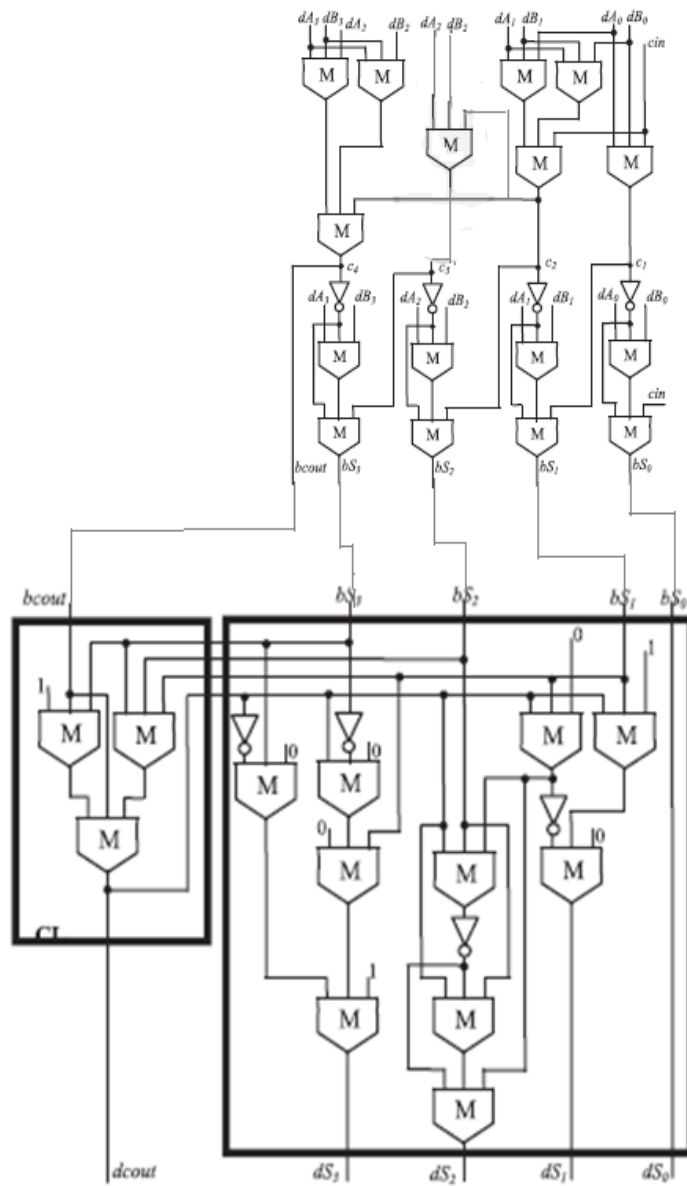 dA3 dB3 dA2 dB2 dA2 dB2 dA1 dB1 dA0 dB0
cin
M M M M
M M M
M
c4 c3 c2 c1
dA3 dB3 dA2 dB2 dA1 dB1 dA0 dB0
M M M M
cin
M M M M
bcout bS3 bS2 bS1 bS0
bcout bS3 bS2 bS1 bS0
0
1 1
M M M M
0 0
M M
0 0
M M M
CI
1
M M
M
dcout dS3 dS2 dS1 dS0